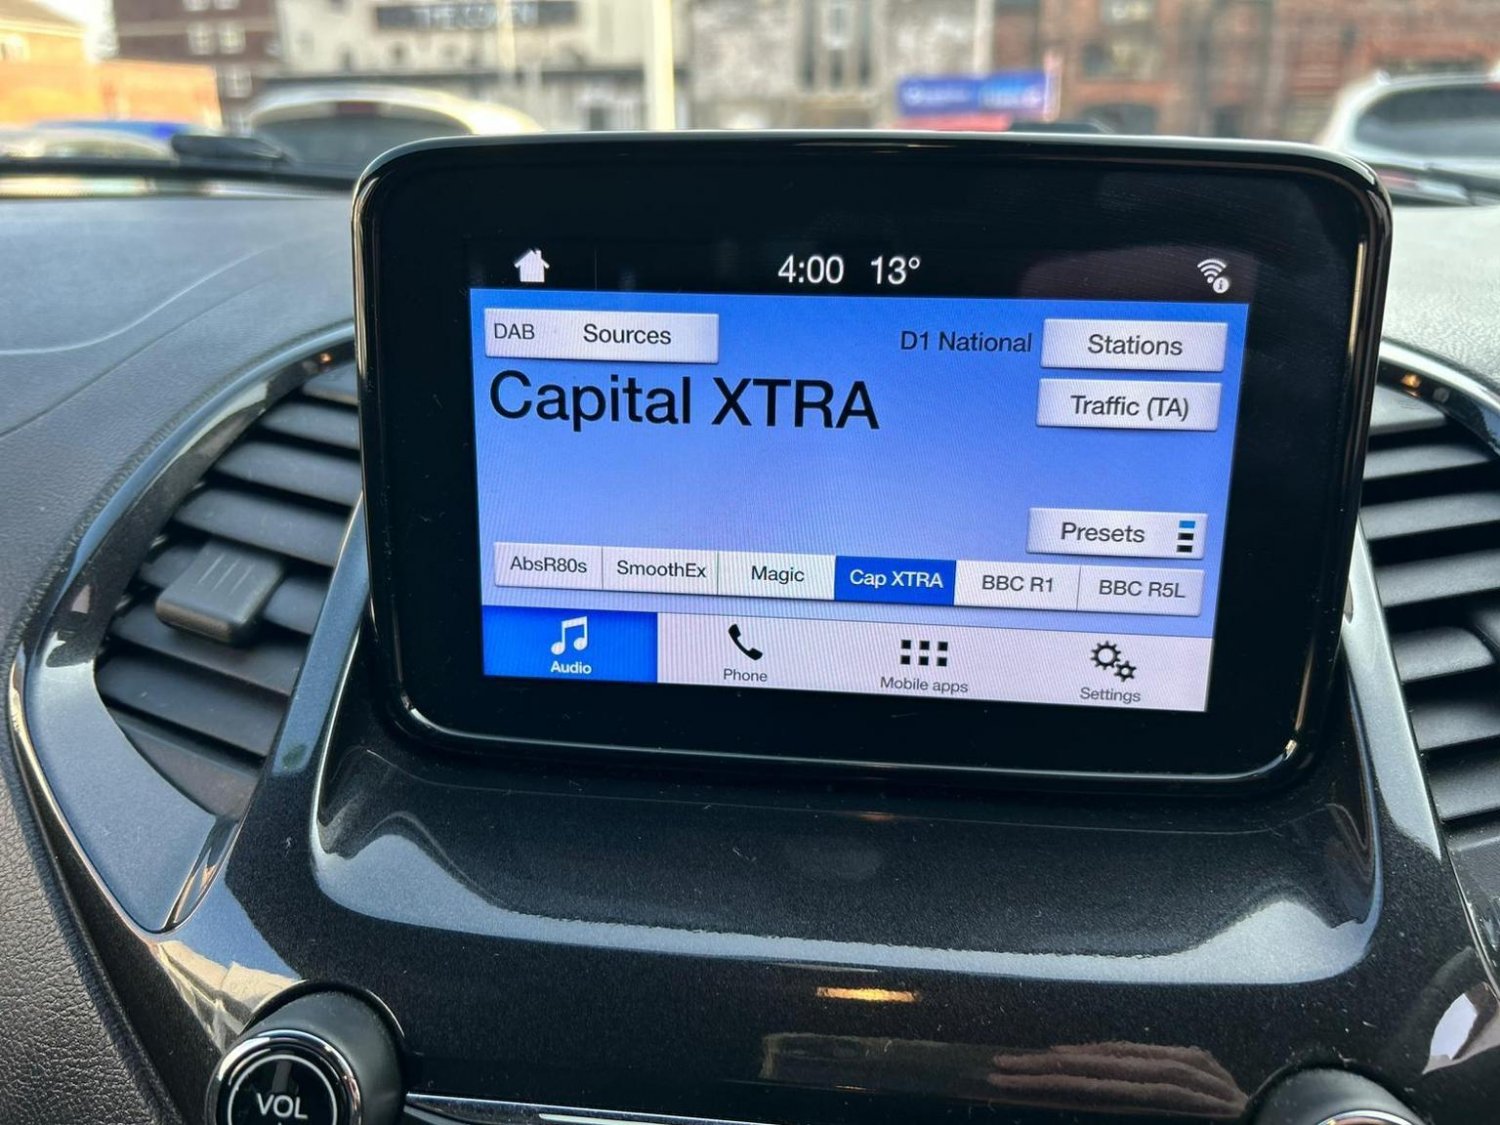 4:00 13°
DAB Sources
D1 National
Stations
Capital XTRA
Traffic (TA)
Presets
AbsR80s SmoothEx Magic Cap XTRA BBC R1 BBC R5L
Audio Phone Mobile apps Settings
VOL